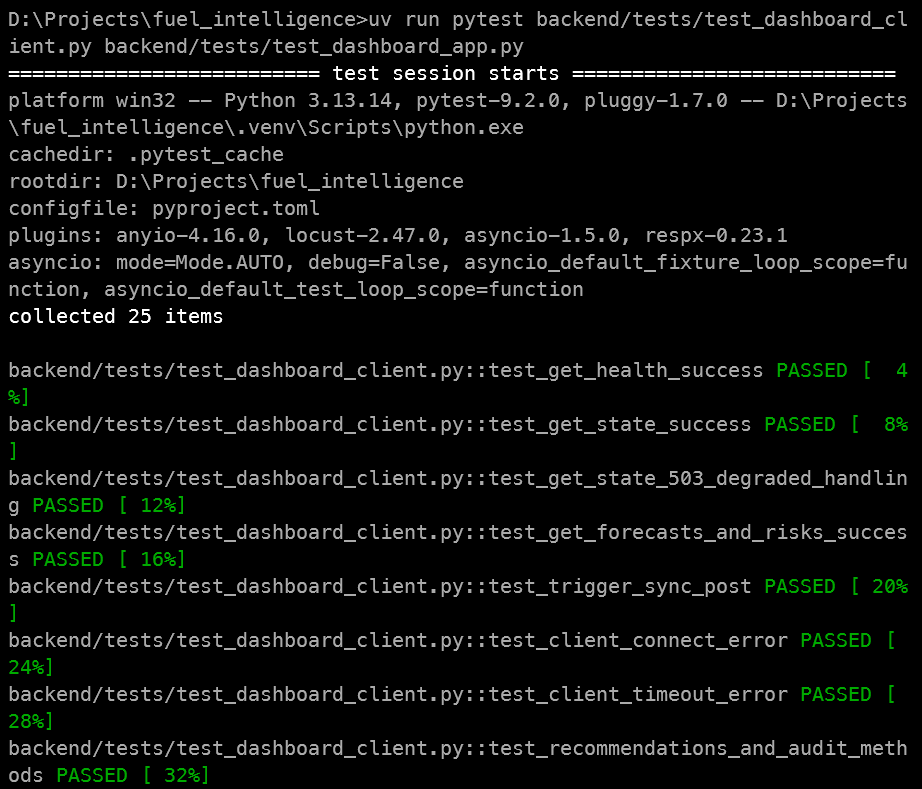 D:\Projects\fuel_intelligence>uv run pytest backend/tests/test_dashboard_cl
ient.py backend/tests/test_dashboard_app.py
========================== test session starts ===========================
platform win32 -- Python 3.13.14, pytest-9.2.0, pluggy-1.7.0 -- D:\Projects
\fuel_intelligence\.venv\Scripts\python.exe
cachedir: .pytest_cache
rootdir: D:\Projects\fuel_intelligence
configfile: pyproject.toml
plugins: anyio-4.16.0, locust-2.47.0, asyncio-1.5.0, respx-0.23.1
asyncio: mode=Mode.AUTO, debug=False, asyncio_default_fixture_loop_scope=fu
nction, asyncio_default_test_loop_scope=function
collected 25 items

backend/tests/test_dashboard_client.py::test_get_health_success PASSED [  4
%]
backend/tests/test_dashboard_client.py::test_get_state_success PASSED [  8%
]
backend/tests/test_dashboard_client.py::test_get_state_503_degraded_handlin
g PASSED [ 12%]
backend/tests/test_dashboard_client.py::test_get_forecasts_and_risks_succes
s PASSED [ 16%]
backend/tests/test_dashboard_client.py::test_trigger_sync_post PASSED [ 20%
]
backend/tests/test_dashboard_client.py::test_client_connect_error PASSED [
24%]
backend/tests/test_dashboard_client.py::test_client_timeout_error PASSED [
28%]
backend/tests/test_dashboard_client.py::test_recommendations_and_audit_meth
ods PASSED [ 32%]